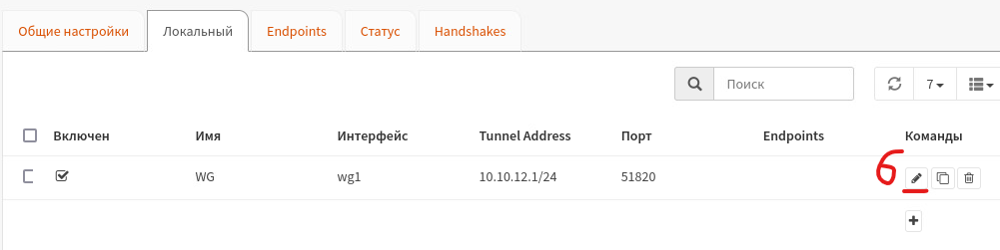 Общие настройки Локальный Endpoints Статус Handshakes
Поиск 7
Включен Имя Интерфейс Tunnel Address Порт Endpoints Команды
WG wg1 10.10.12.1/24 51820 6